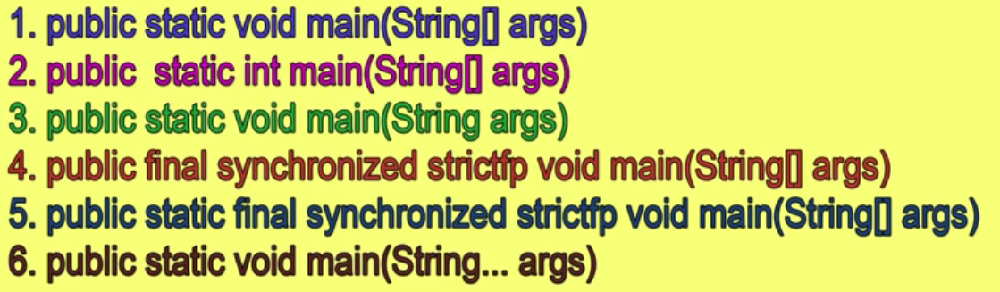 1. public static void main(String[] args)
2. public static int main(String[] args)
3. public static void main(String args)
4. public final synchronized strictfp void main(String[] args)
5. public static final synchronized strictfp void main(String[] args)
6. public static void main(String... args)